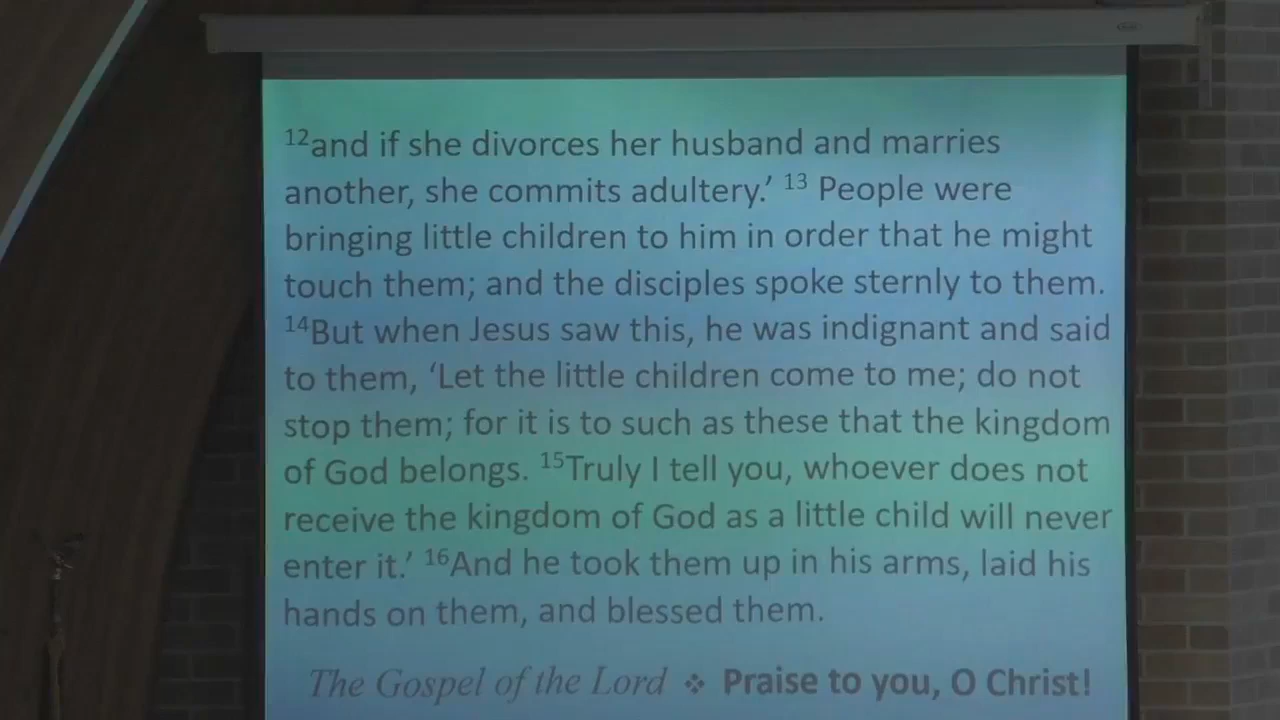 ¹²and if she divorces her husband and marries
another, she commits adultery.’ ¹³ People were
bringing little children to him in order that he might
touch them; and the disciples spoke sternly to them.
¹⁴But when Jesus saw this, he was indignant and said
to them, ‘Let the little children come to me; do not
stop them; for it is to such as these that the kingdom
of God belongs. ¹⁵Truly I tell you, whoever does not
receive the kingdom of God as a little child will never
enter it.’ ¹⁶And he took them up in his arms, laid his
hands on them, and blessed them.
The Gospel of the Lord ❖ Praise to you, O Christ!